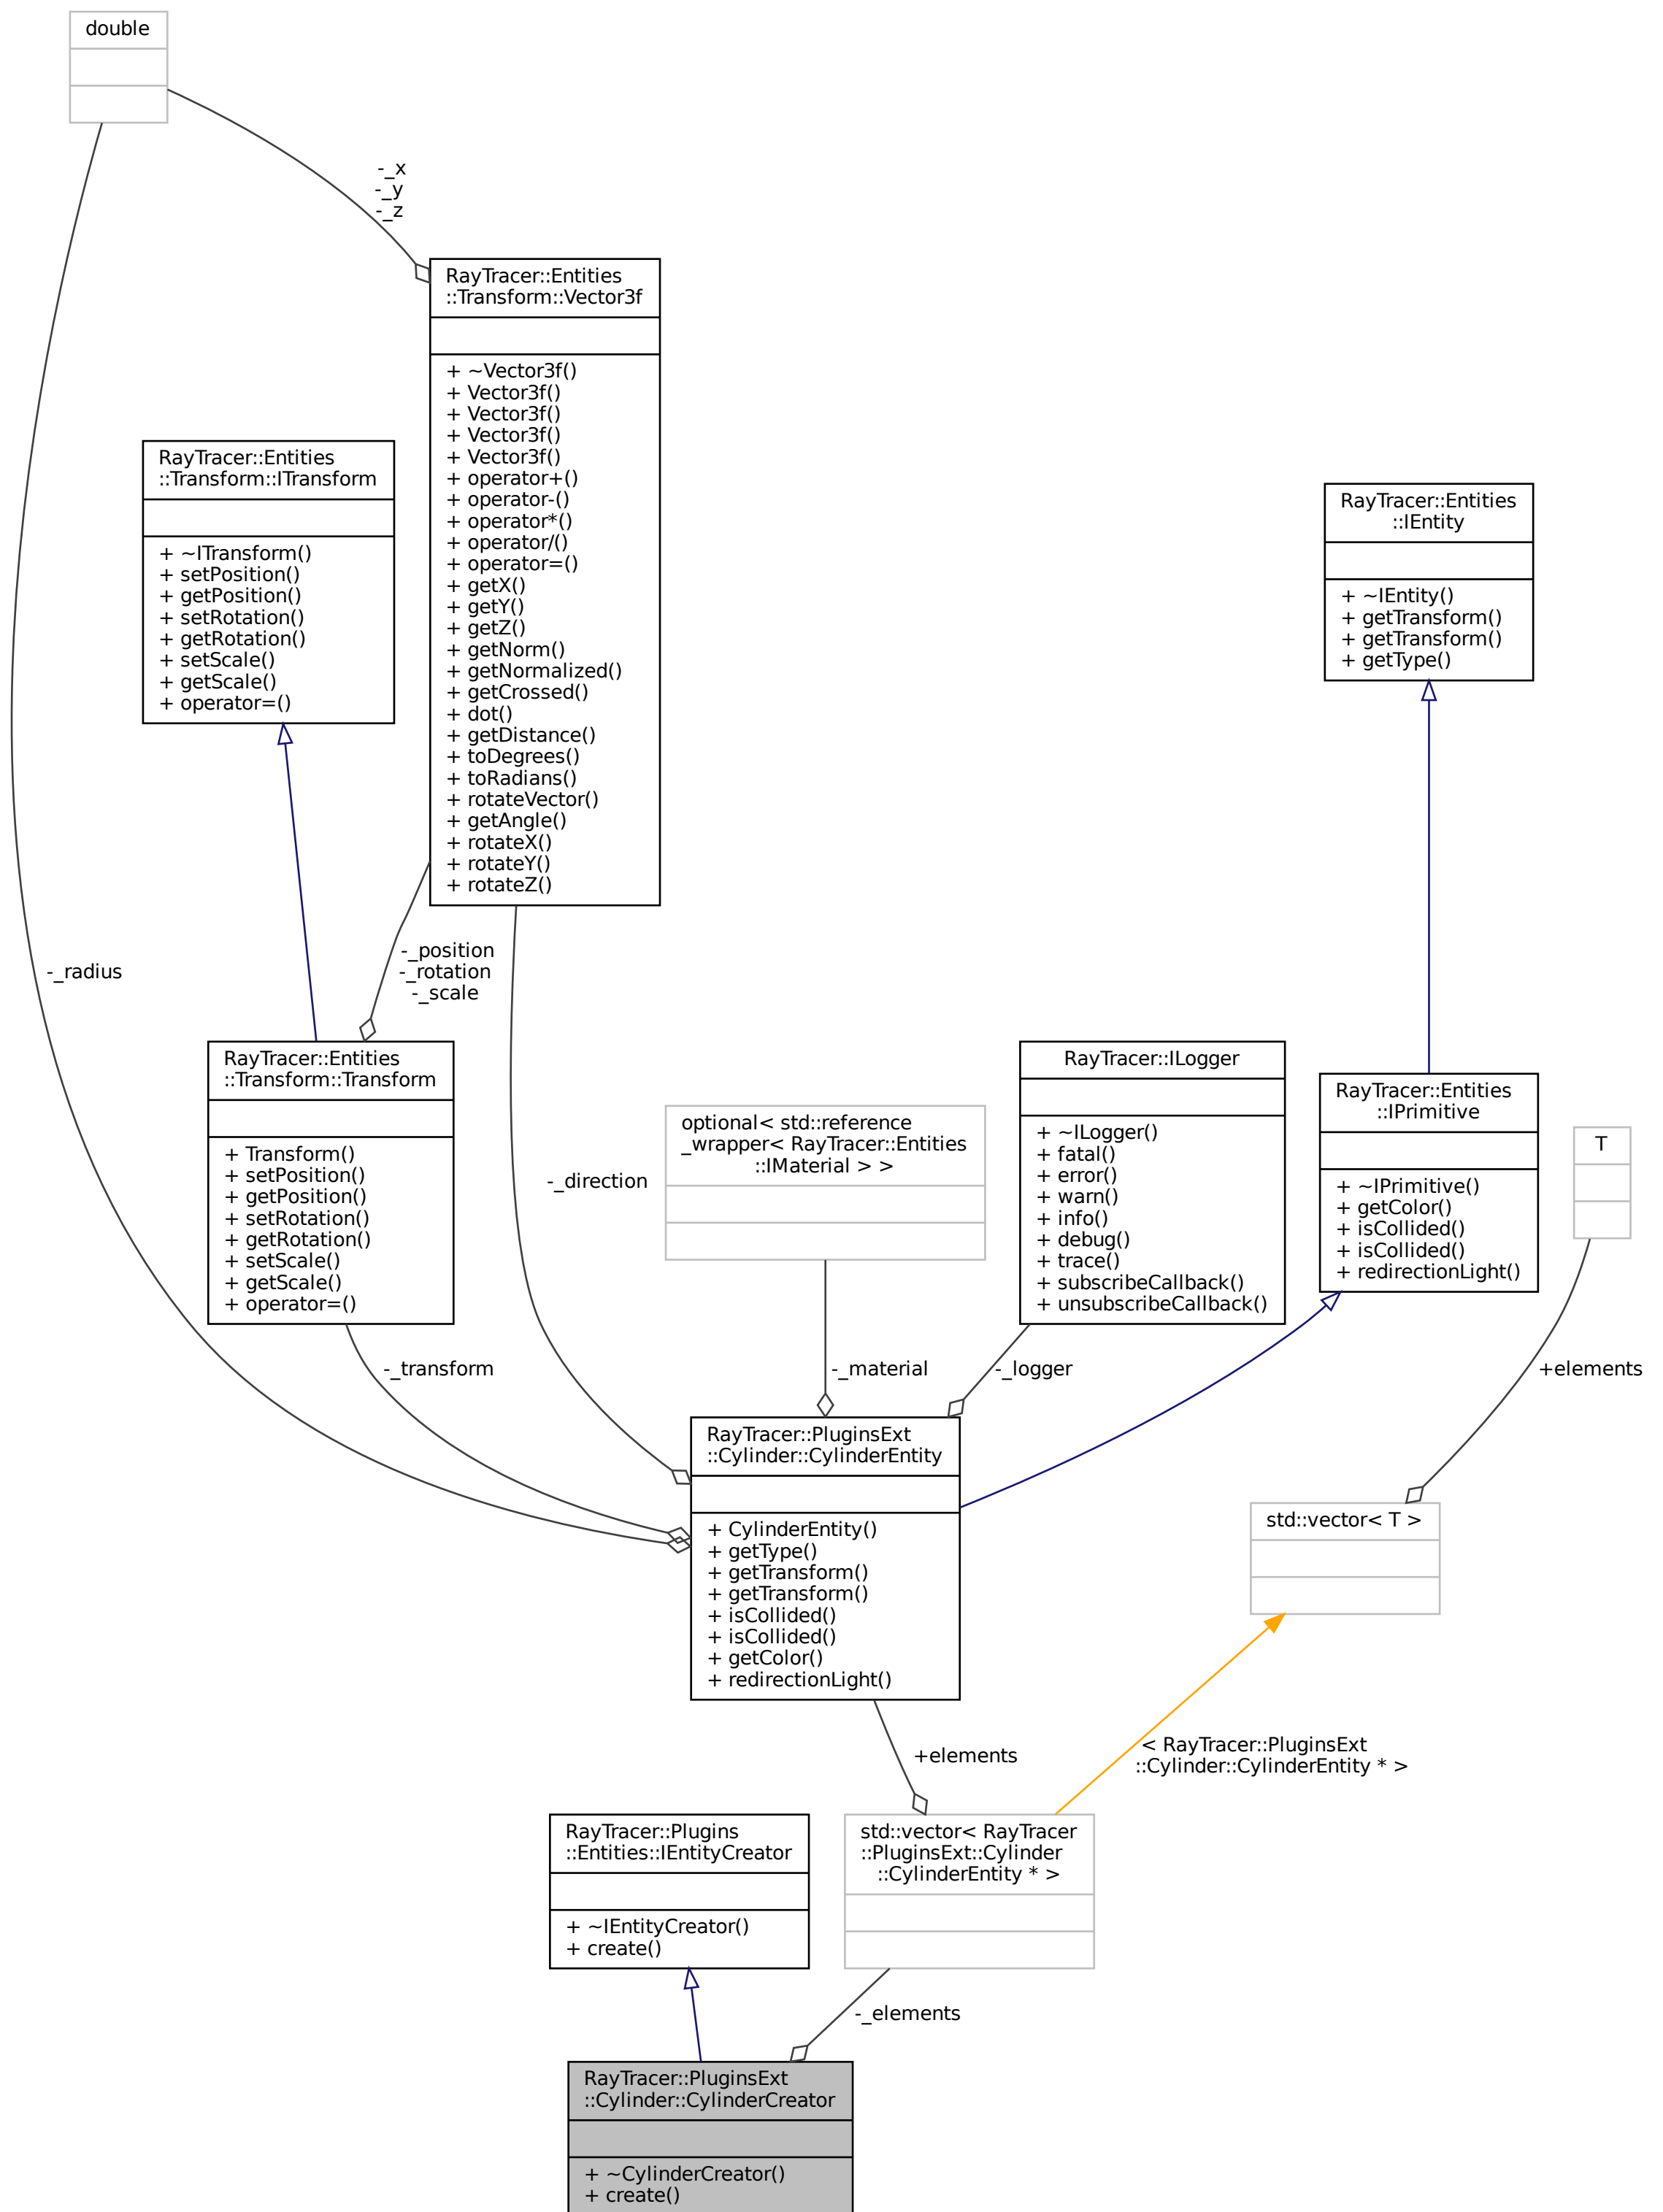 double
-_x
-_y
-_z
RayTracer::Entities
::Transform::Vector3f
+ ~Vector3f()
+ Vector3f()
+ Vector3f()
+ Vector3f()
+ Vector3f()
+ operator+()
+ operator-()
+ operator*()
+ operator/()
+ operator=()
+ getX()
+ getY()
+ getZ()
+ getNorm()
+ getNormalized()
+ getCrossed()
+ dot()
+ getDistance()
+ toDegrees()
+ toRadians()
+ rotateVector()
+ getAngle()
+ rotateX()
+ rotateY()
+ rotateZ()
RayTracer::Entities
::Transform::ITransform
+ ~ITransform()
+ setPosition()
+ getPosition()
+ setRotation()
+ getRotation()
+ setScale()
+ getScale()
+ operator=()
RayTracer::Entities
::IEntity
+ ~IEntity()
+ getTransform()
+ getTransform()
+ getType()
-_position
-_rotation
-_scale
-_radius
RayTracer::Entities
::Transform::Transform
+ Transform()
+ setPosition()
+ getPosition()
+ setRotation()
+ getRotation()
+ setScale()
+ getScale()
+ operator=()
-_direction
optional< std::reference
_wrapper< RayTracer::Entities
::IMaterial > >
RayTracer::ILogger
+ ~ILogger()
+ fatal()
+ error()
+ warn()
+ info()
+ debug()
+ trace()
+ subscribeCallback()
+ unsubscribeCallback()
RayTracer::Entities
::IPrimitive
+ ~IPrimitive()
+ getColor()
+ isCollided()
+ isCollided()
+ redirectionLight()
T
-_transform
-_material
-_logger
+elements
RayTracer::PluginsExt
::Cylinder::CylinderEntity
+ CylinderEntity()
+ getType()
+ getTransform()
+ getTransform()
+ isCollided()
+ isCollided()
+ getColor()
+ redirectionLight()
std::vector< T >
+elements
< RayTracer::PluginsExt
::Cylinder::CylinderEntity * >
RayTracer::Plugins
::Entities::IEntityCreator
+ ~IEntityCreator()
+ create()
std::vector< RayTracer
::PluginsExt::Cylinder
::CylinderEntity * >
-_elements
RayTracer::PluginsExt
::Cylinder::CylinderCreator
+ ~CylinderCreator()
+ create()